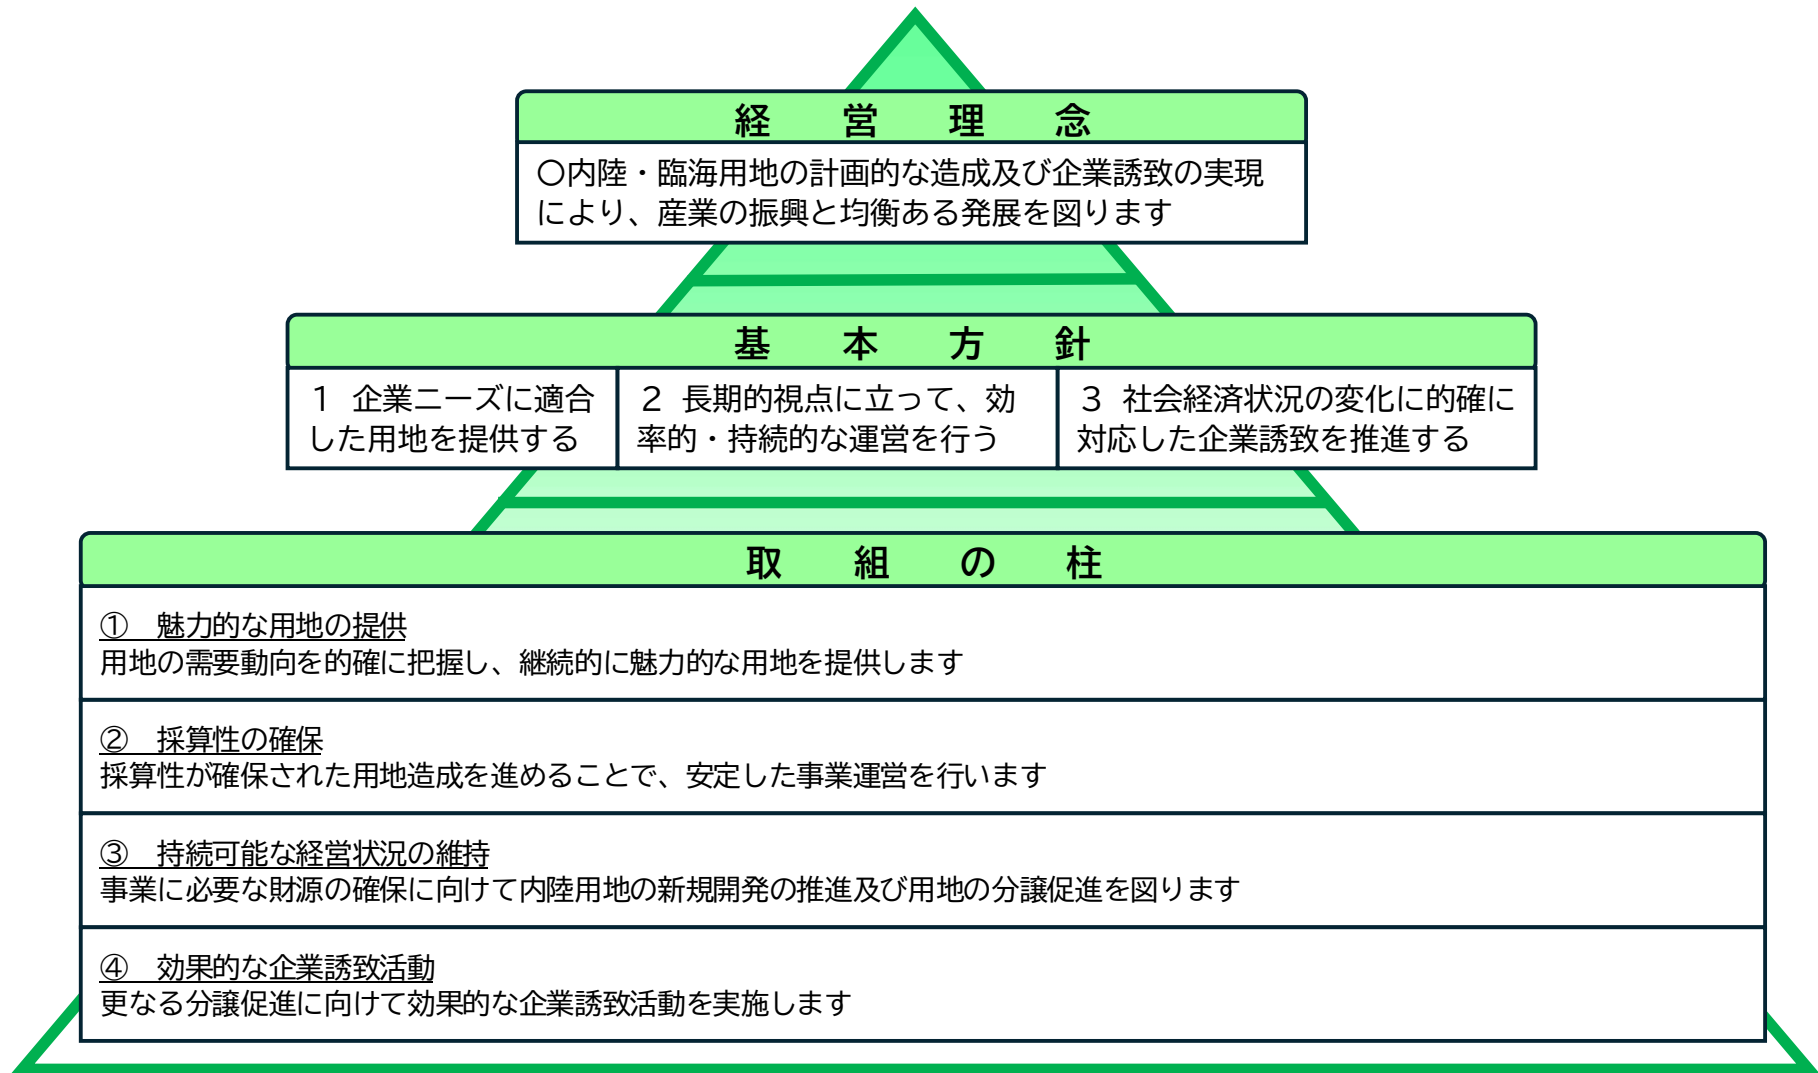 経営理念
〇内陸・臨海用地の計画的な造成及び企業誘致の実現
により、産業の振興と均衡ある発展を図ります
基本方針
1 企業ニーズに適合
した用地を提供する
2 長期的視点に立って、効
率的・持続的な運営を行う
3 社会経済状況の変化に的確に
対応した企業誘致を推進する
取組の柱
① 魅力的な用地の提供
用地の需要動向を的確に把握し、継続的に魅力的な用地を提供します
② 採算性の確保
採算性が確保された用地造成を進めることで、安定した事業運営を行います
③ 持続可能な経営状況の維持
事業に必要な財源の確保に向けて内陸用地の新規開発の推進及び用地の分譲促進を図ります
④ 効果的な企業誘致活動
更なる分譲促進に向けて効果的な企業誘致活動を実施します